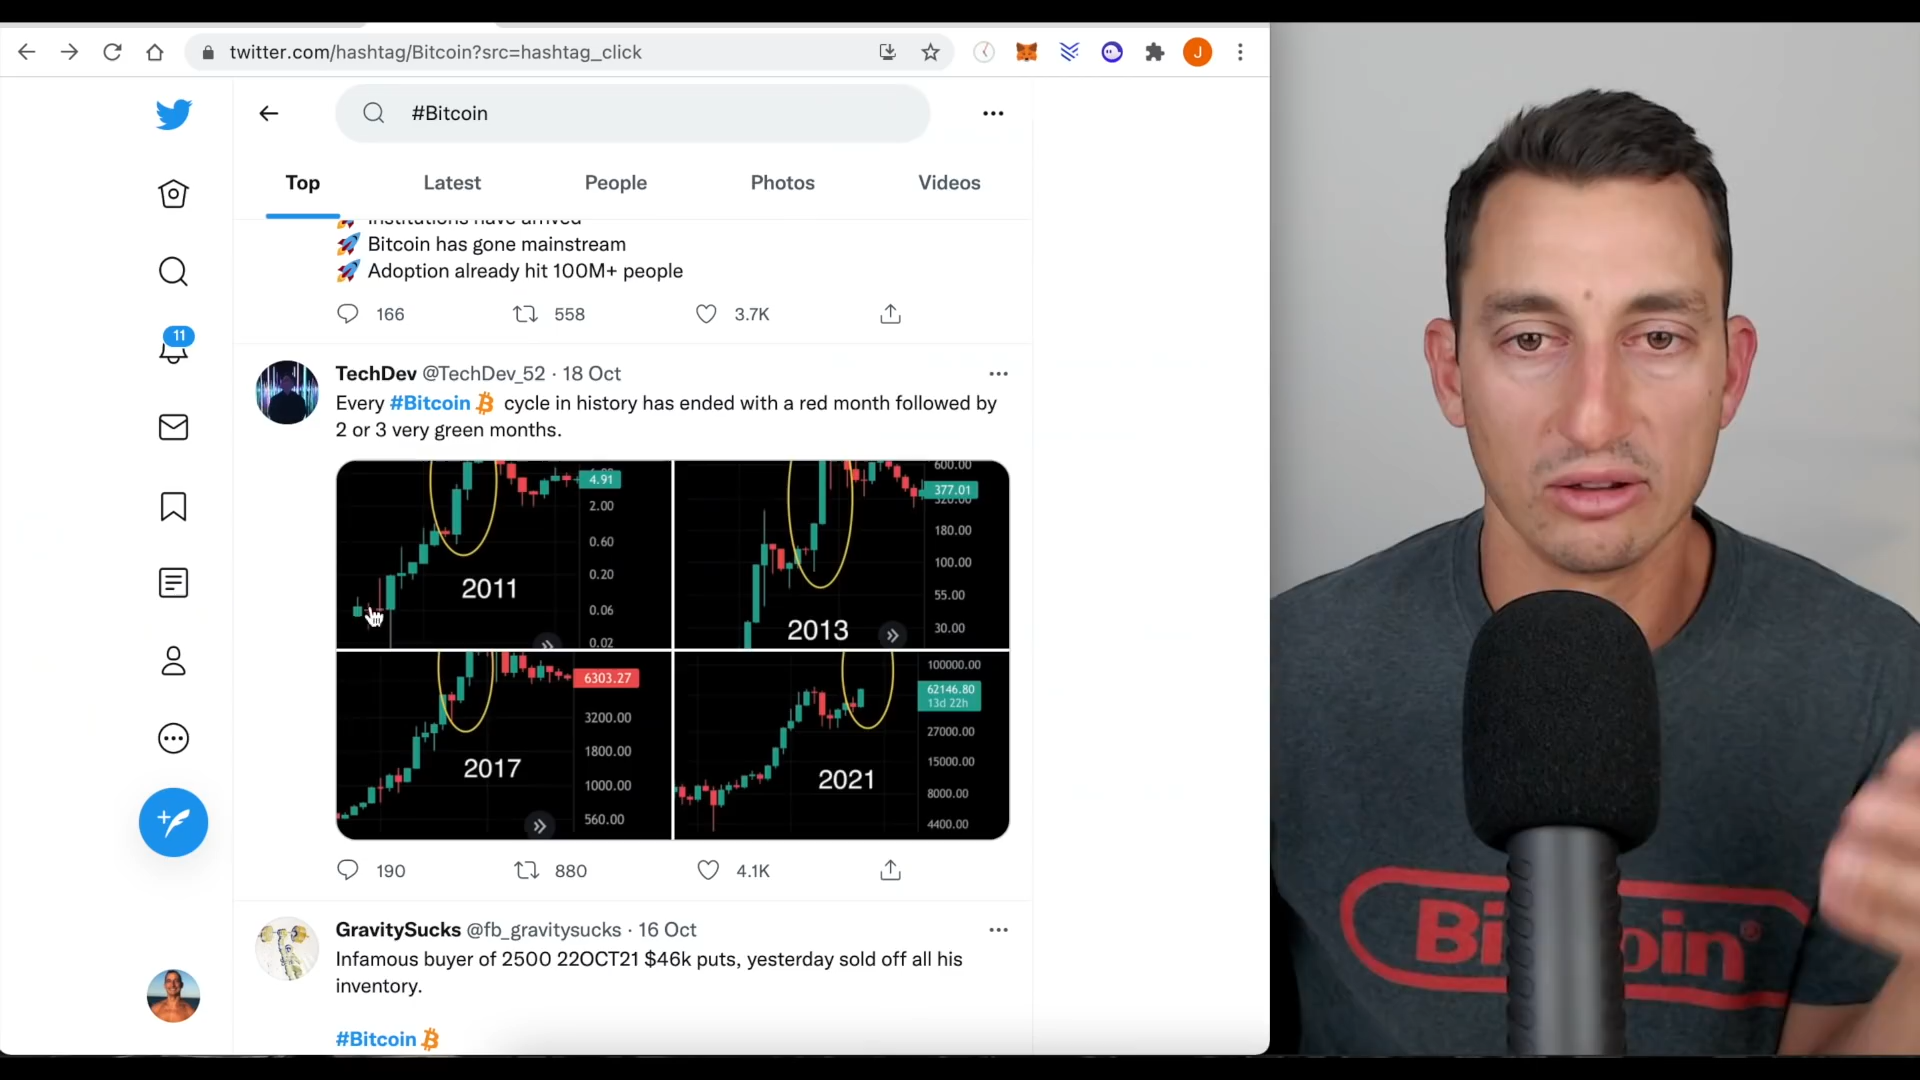 twitter.com/hashtag/Bitcoin?src=hashtag_click
J
#Bitcoin
Top Latest People Photos Videos
Institutions have arrived
Bitcoin has gone mainstream
Adoption already hit 100M+ people
166 558 3.7K
11
TechDev @TechDev_52 · 18 Oct
Every #Bitcoin cycle in history has ended with a red month followed by
2 or 3 very green months.
4.91
2.00
0.60
0.20
0.06
0.02
2011
600.00
377.01
180.00
100.00
55.00
30.00
2013
6303.27
3200.00
1800.00
1000.00
560.00
2017
100000.00
62146.80
13d 22h
27000.00
15000.00
8000.00
4400.00
2021
190 880 4.1K
GravitySucks @fb_gravitysucks · 16 Oct
Infamous buyer of 2500 22OCT21 $46k puts, yesterday sold off all his
inventory.
#Bitcoin
Bi oin®